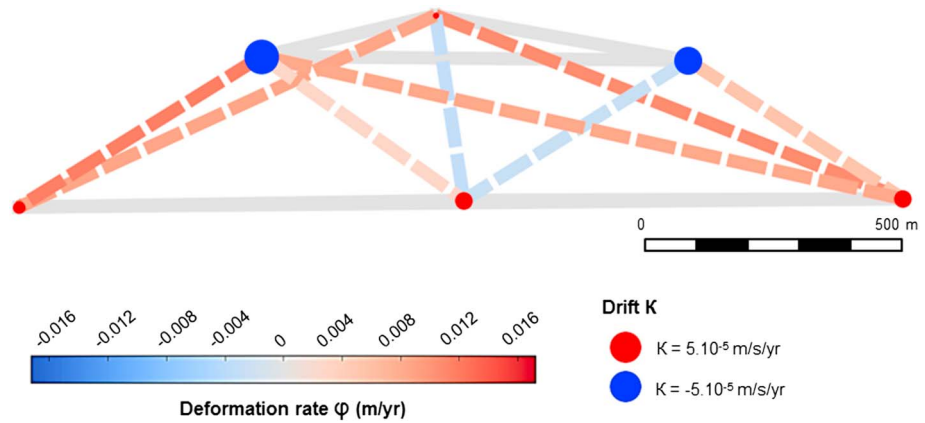 0 500 m
-0.016 -0.012 -0.008 -0.004 0 0.004 0.008 0.012 0.016
Deformation rate φ (m/yr)
Drift K
K = 5.10⁻⁵ m/s/yr
K = -5.10⁻⁵ m/s/yr